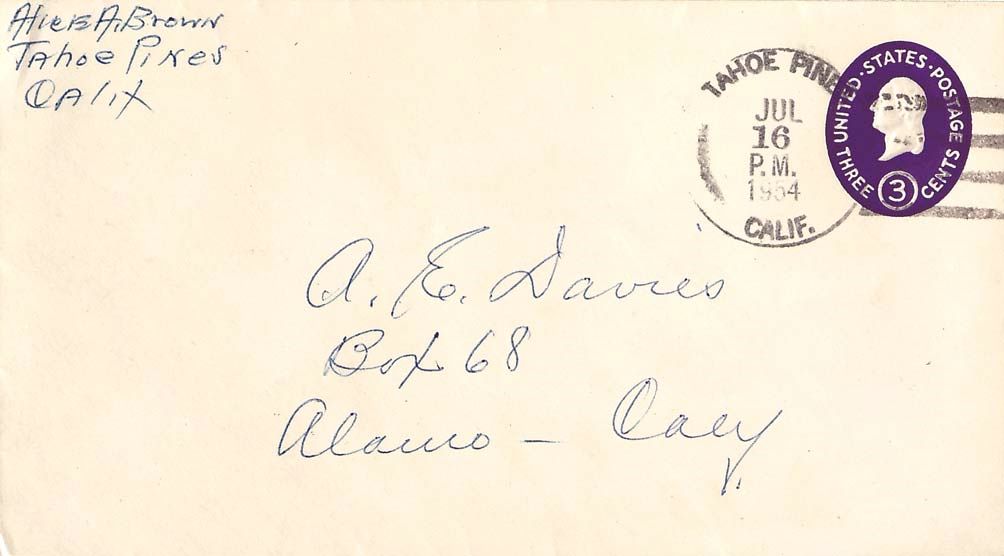 Alice A. Brown
Tahoe Pines
Calif
TAHOE PINES
JUL
16
P.M.
1954
CALIF.
UNITED · STATES · POSTAGE
THREE 3 CENTS
A. E. Davies
Box 68
Alamo - Calif